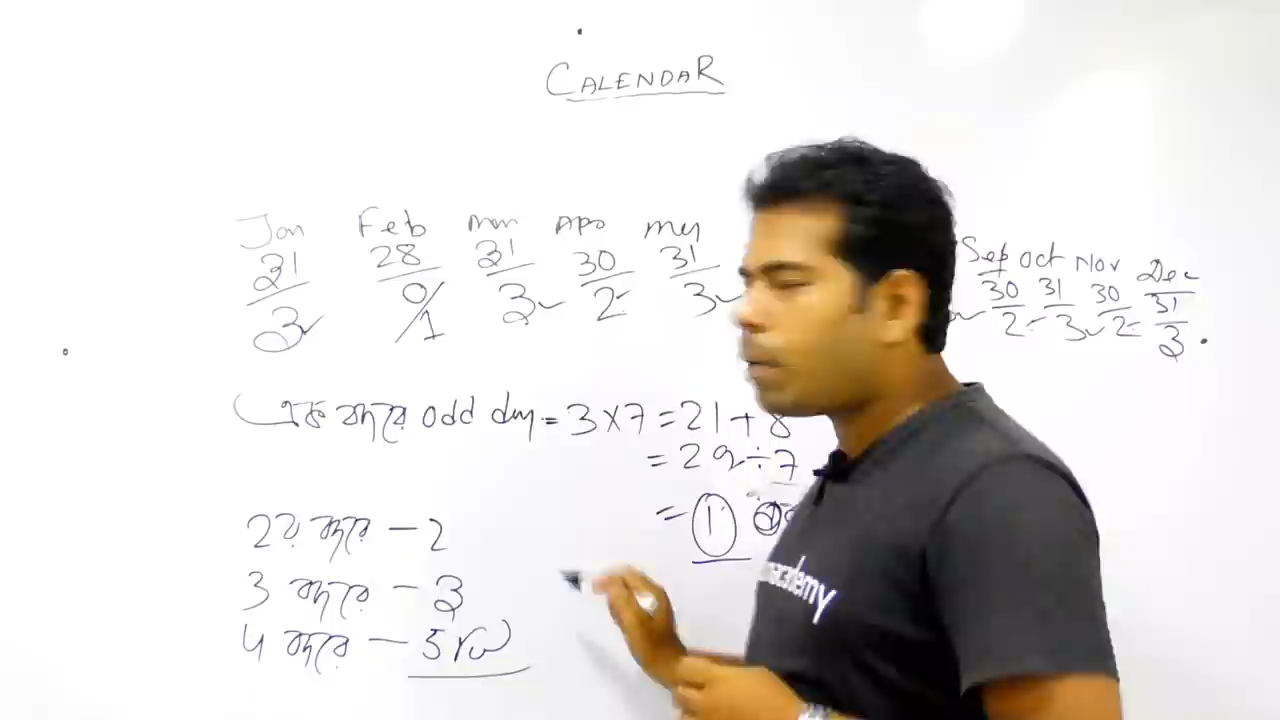 CALENDAR
Jan Feb Mar Apr May Sep Oct Nov Dec
31 28 31 30 31 30 31 30 31
3 0/1 3 2 3 2 3 2 3
এক বছরে odd day = 3 x 7 = 21 + 8
= 29 ÷ 7
= 1
2য় বছরে - 2
3 বছরে - 3
4 বছরে - 5
academy